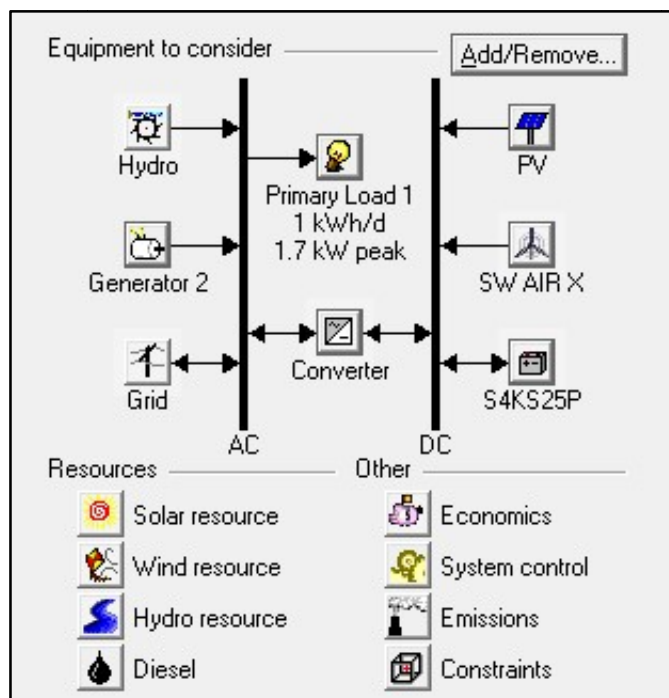 Equipment to consider
Add/Remove...
Hydro
Primary Load 1
1 kWh/d
1.7 kW peak
PV
Generator 2
SW AIR X
Grid
Converter
S4KS25P
AC
DC
Resources
Other
Solar resource
Economics
Wind resource
System control
Hydro resource
Emissions
Diesel
Constraints